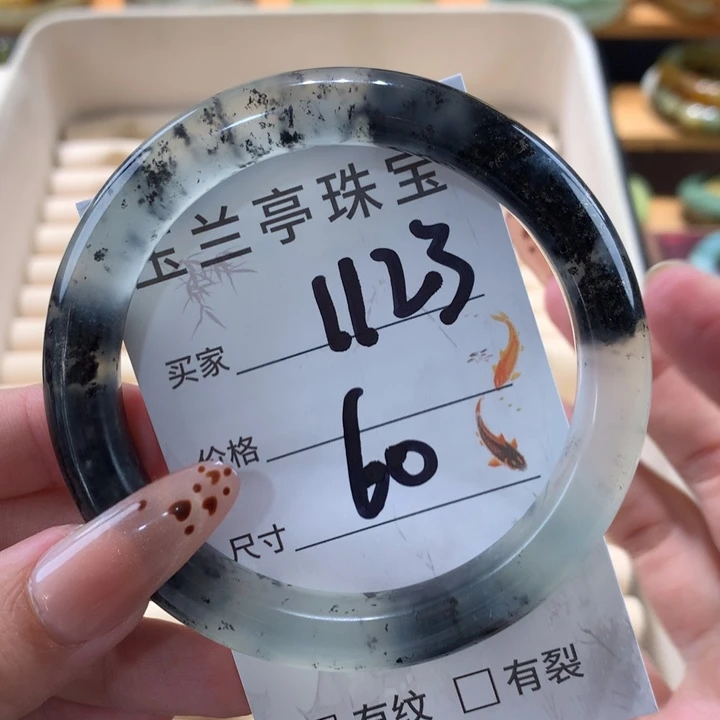 玉兰亭珠宝
买家 1123
价格
尺寸 60
有纹 □有裂